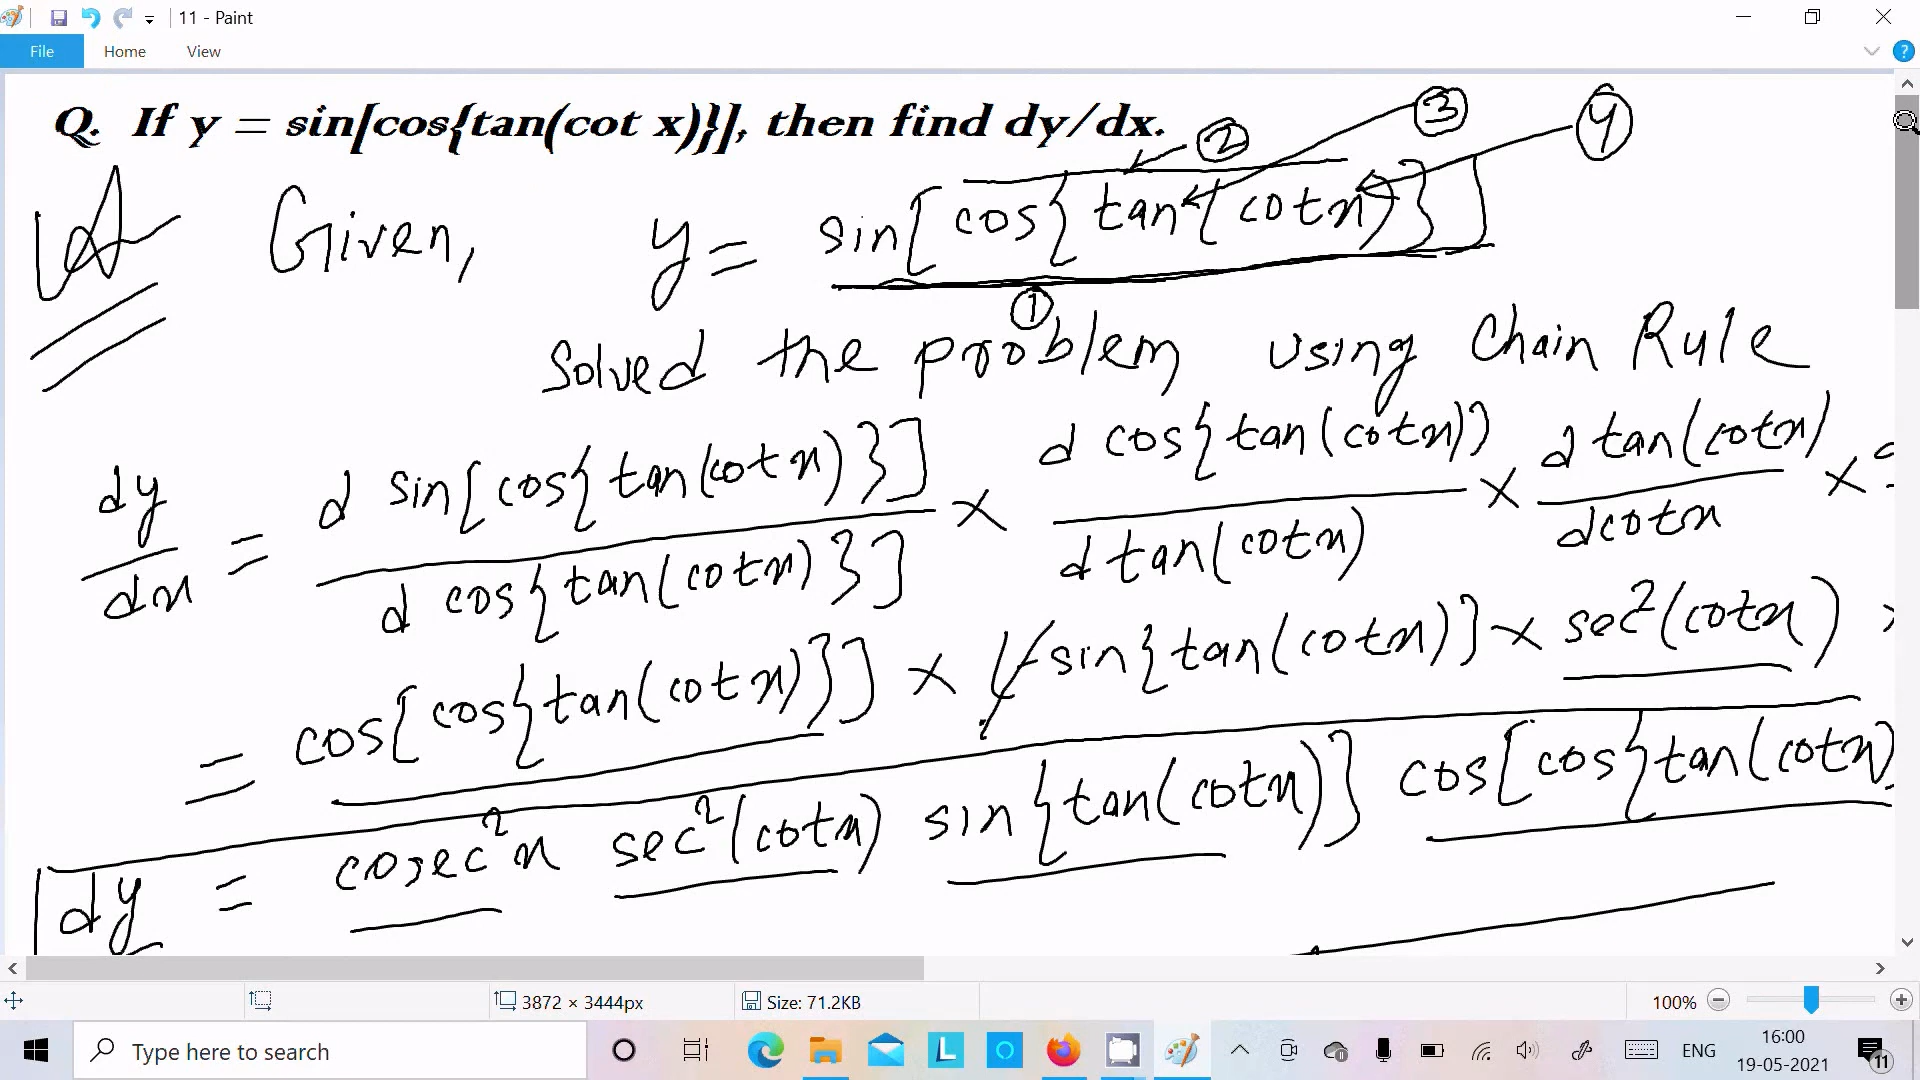 11 - Paint
File Home View
Q. If y = sin[cos{tan(cot x)}], then find dy/dx.
② ③ ④
Given, y = sin[cos{tan(cotx)}]
①
Solved the problem using Chain Rule
dy/dx = d sin[cos{tan(cotx)}]/d cos{tan(cotx)}] × d cos{tan(cotx)}/d tan(cotx) × d tan(cotx)/dcotx ×
= cos[cos{tan(cotx)}] × (-sin{tan(cotx)} × sec²(cotx) ×
dy = cosec²x sec²(cotx) sin{tan(cotx)} cos[cos{tan(cotx)
3872 × 3444px Size: 71.2KB 100%
Type here to search ENG 16:00
19-05-2021 11